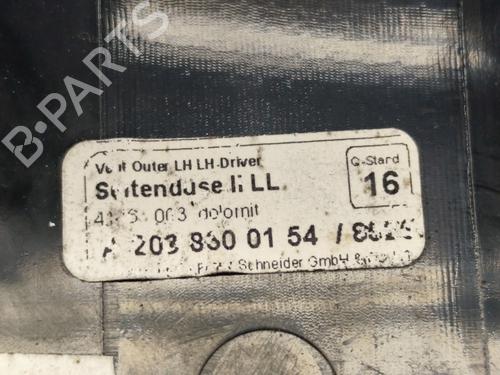 B-PARTS
Vent Outer LH LH-Driver
Seitendüse li LL
Q-Stand
16
dolomit
A 203 830 01 54
Schneider GmbH &